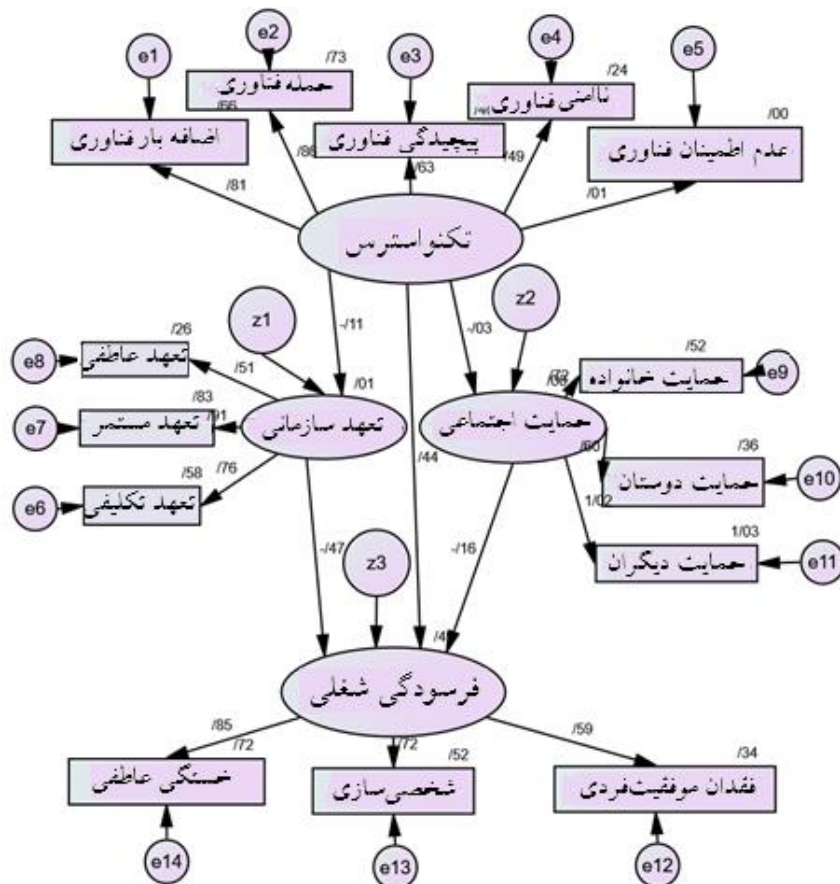 e1
e2
e3
e4
e5
/73
/24
/00
حمله فناوری
ناامنی فناوری
اضافه بار فناوری
پیچیدگی فناوری
عدم اطمینان فناوری
/81
/86
/63
/49
/01
تکنواسترس
z1
z2
-/11
-/03
/26
/52
e8
تعهد عاطفی
/51
/01
حمایت خانواده
e9
/83
e7
تعهد مستمر
/91
تعهد سازمانی
حمایت اجتماعی
/60
/36
/58
/76
/44
حمایت دوستان
e10
e6
تعهد تکلیفی
1/02
1/03
-/47
z3
-/16
حمایت دیگران
e11
فرسودگی شغلی
/85
/72
/72
/52
/59
/34
خستگی عاطفی
شخصی‌سازی
فقدان موفقیت‌فردی
e14
e13
e12